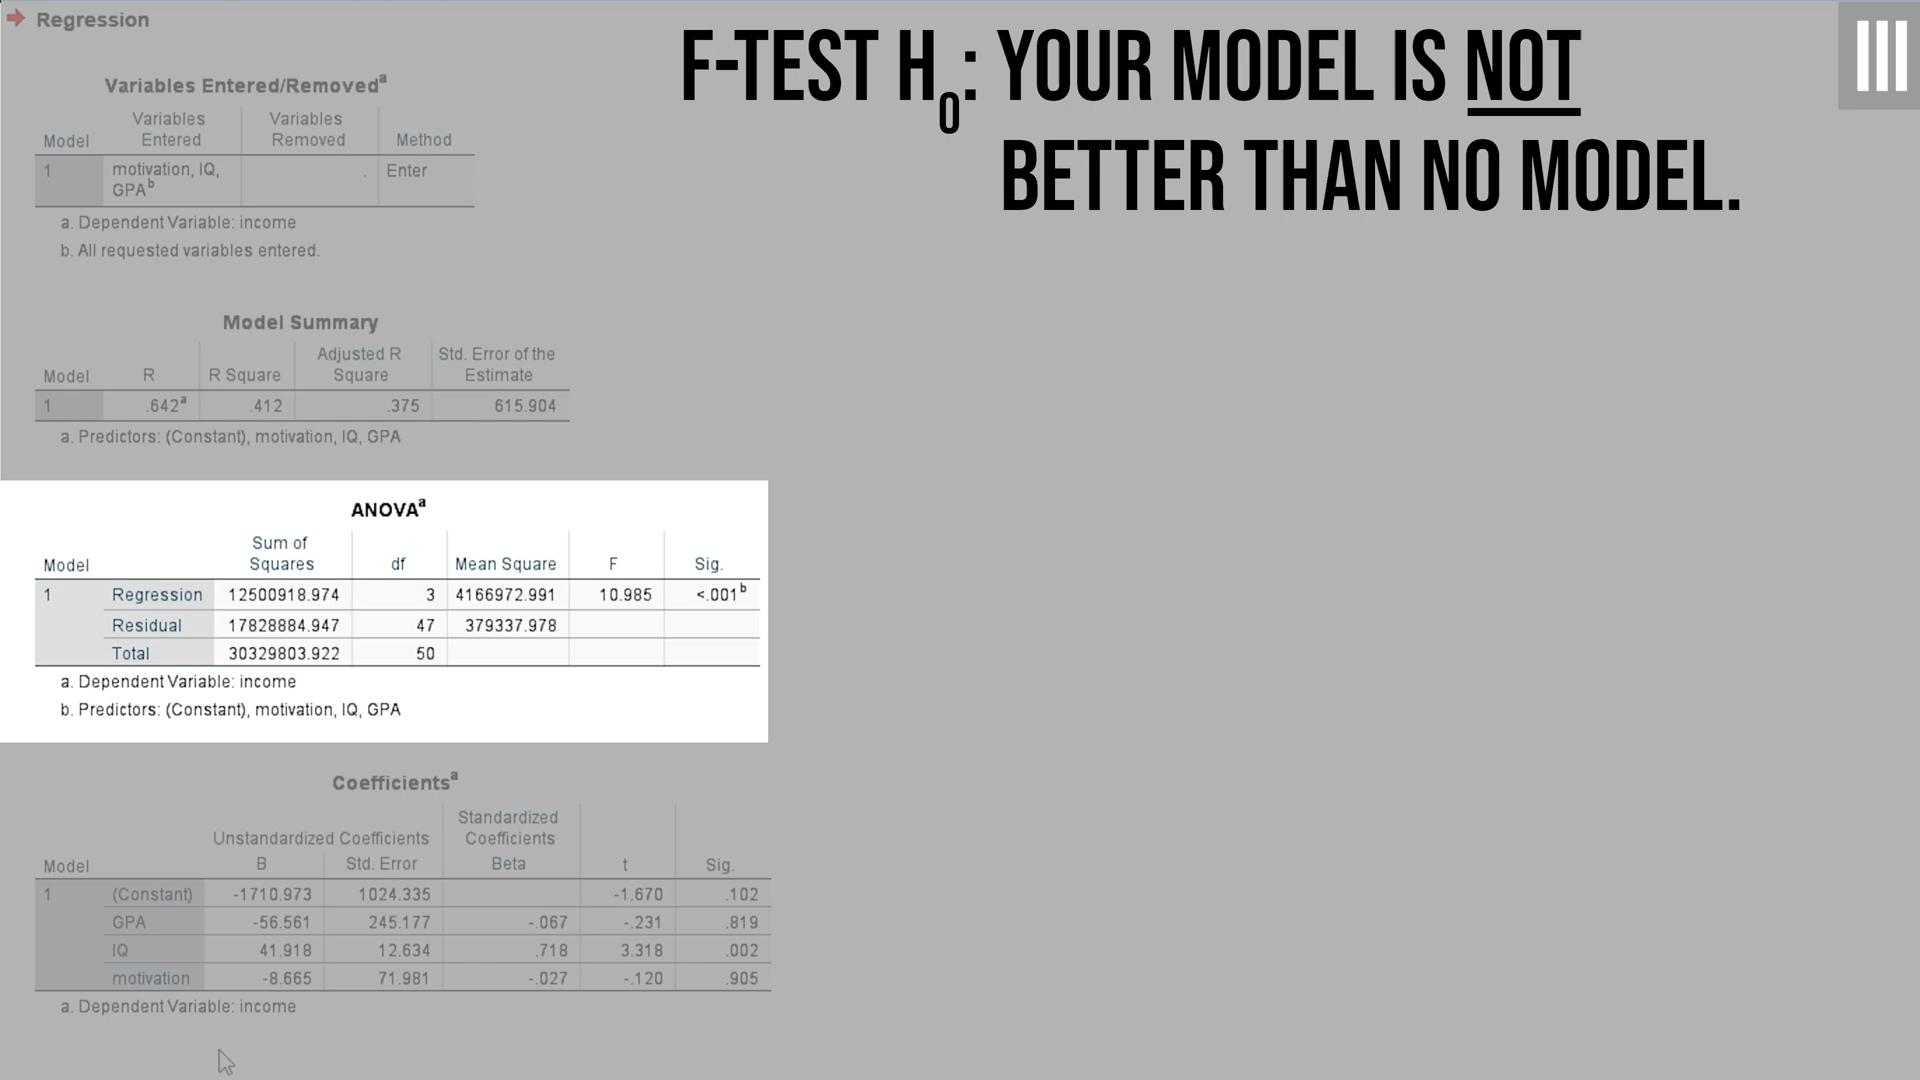 Regression
F-TEST H0: YOUR MODEL IS NOT
BETTER THAN NO MODEL.
Variables Entered/Removedᵃ
Model Variables Entered Variables Removed Method
1 motivation, IQ, GPAᵇ . Enter
a. Dependent Variable: income
b. All requested variables entered.
Model Summary
Model R R Square Adjusted R Square Std. Error of the Estimate
1 .642ᵃ .412 .375 615.904
a. Predictors: (Constant), motivation, IQ, GPA
ANOVAᵃ
Model Sum of Squares df Mean Square F Sig.
1 Regression 12500918.974 3 4166972.991 10.985 <.001ᵇ
Residual 17828884.947 47 379337.978
Total 30329803.922 50
a. Dependent Variable: income
b. Predictors: (Constant), motivation, IQ, GPA
Coefficientsᵃ
Unstandardized Coefficients Standardized Coefficients
Model B Std. Error Beta t Sig.
1 (Constant) -1710.973 1024.335 -1.670 .102
GPA -56.561 245.177 -.067 -.231 .819
IQ 41.918 12.634 .718 3.318 .002
motivation -8.665 71.981 -.027 -.120 .905
a. Dependent Variable: income